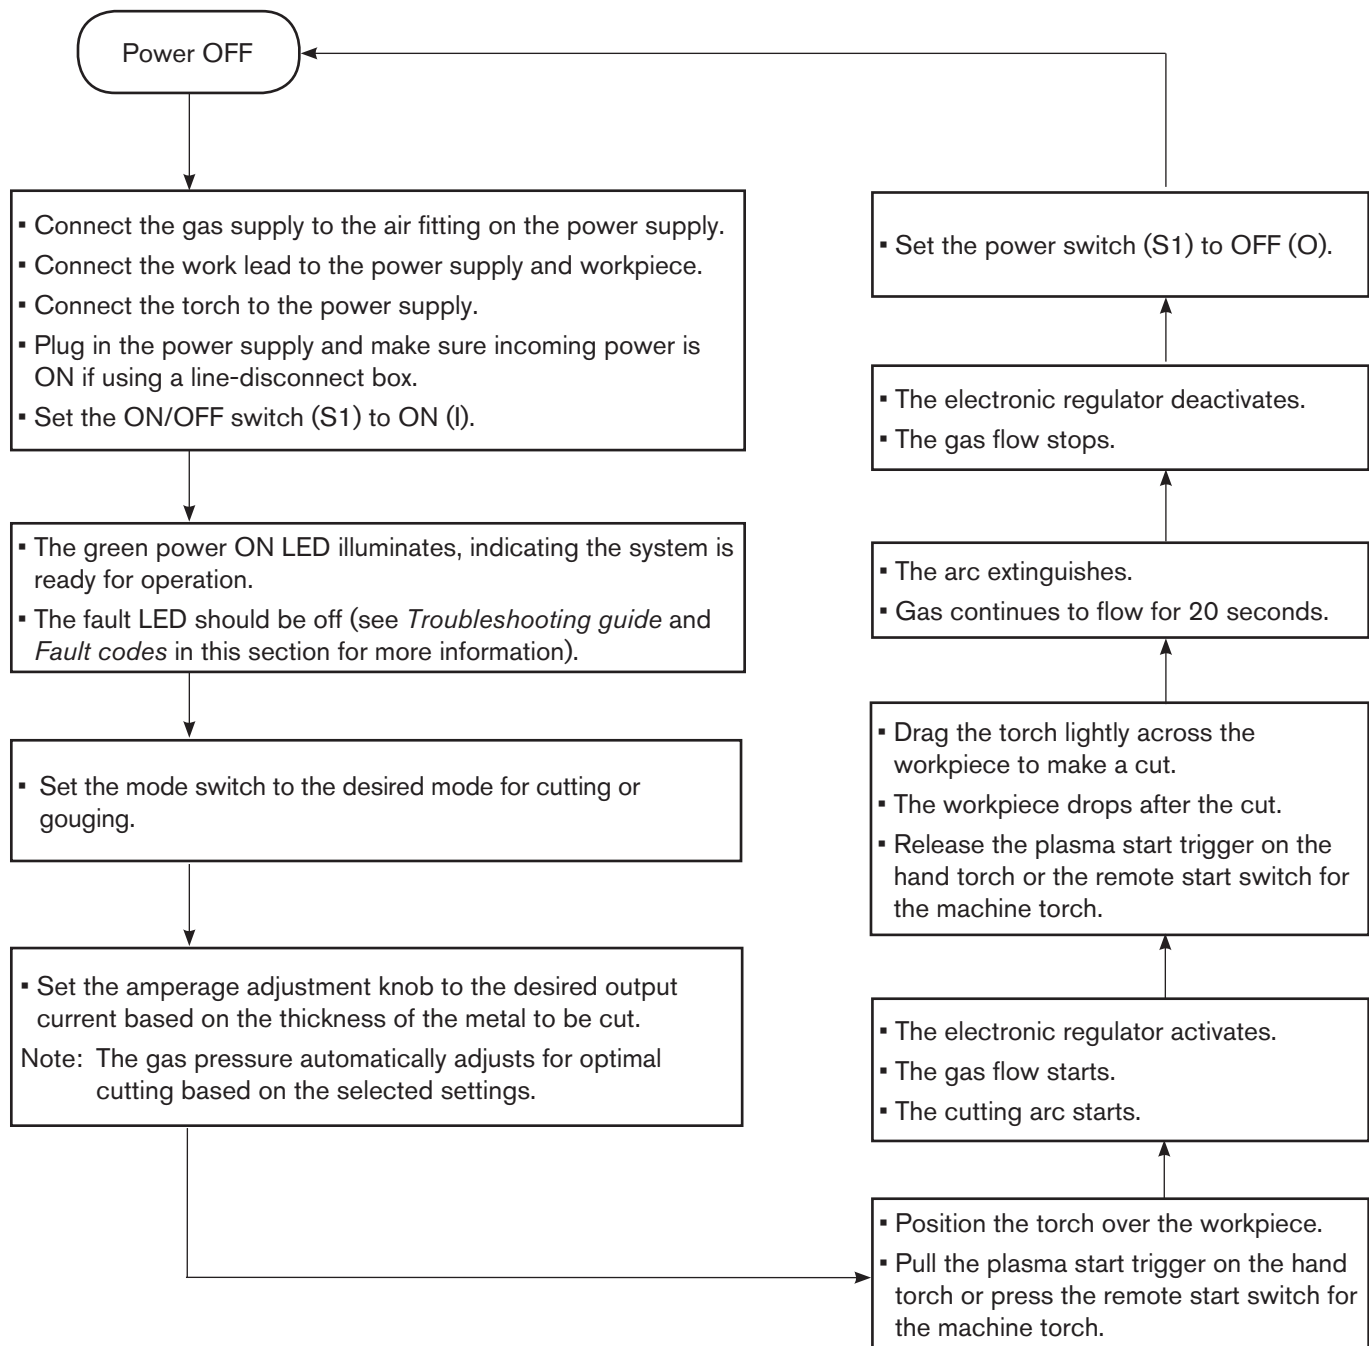 Power OFF
▪ Connect the gas supply to the air fitting on the power supply.
▪ Connect the work lead to the power supply and workpiece.
▪ Connect the torch to the power supply.
▪ Plug in the power supply and make sure incoming power is
ON if using a line-disconnect box.
▪ Set the ON/OFF switch (S1) to ON (I).
▪ The green power ON LED illuminates, indicating the system is
ready for operation.
▪ The fault LED should be off (see Troubleshooting guide and
Fault codes in this section for more information).
▪ Set the mode switch to the desired mode for cutting or
gouging.
▪ Set the amperage adjustment knob to the desired output
current based on the thickness of the metal to be cut.
Note: The gas pressure automatically adjusts for optimal
cutting based on the selected settings.
▪ Position the torch over the workpiece.
▪ Pull the plasma start trigger on the hand
torch or press the remote start switch for
the machine torch.
▪ The electronic regulator activates.
▪ The gas flow starts.
▪ The cutting arc starts.
▪ Drag the torch lightly across the
workpiece to make a cut.
▪ The workpiece drops after the cut.
▪ Release the plasma start trigger on the
hand torch or the remote start switch for
the machine torch.
▪ The arc extinguishes.
▪ Gas continues to flow for 20 seconds.
▪ The electronic regulator deactivates.
▪ The gas flow stops.
▪ Set the power switch (S1) to OFF (O).